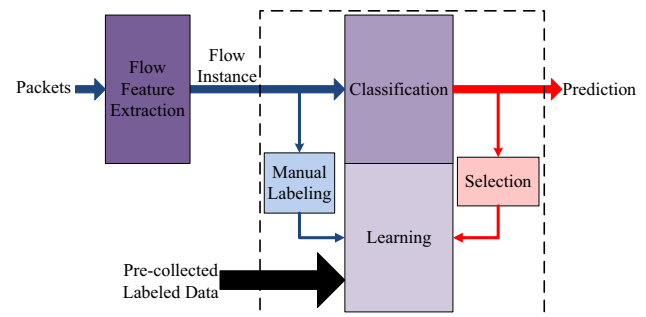 Packets
Flow
Feature
Extraction
Flow
Instance
Classification
Prediction
Manual
Labeling
Selection
Learning
Pre-collected
Labeled Data